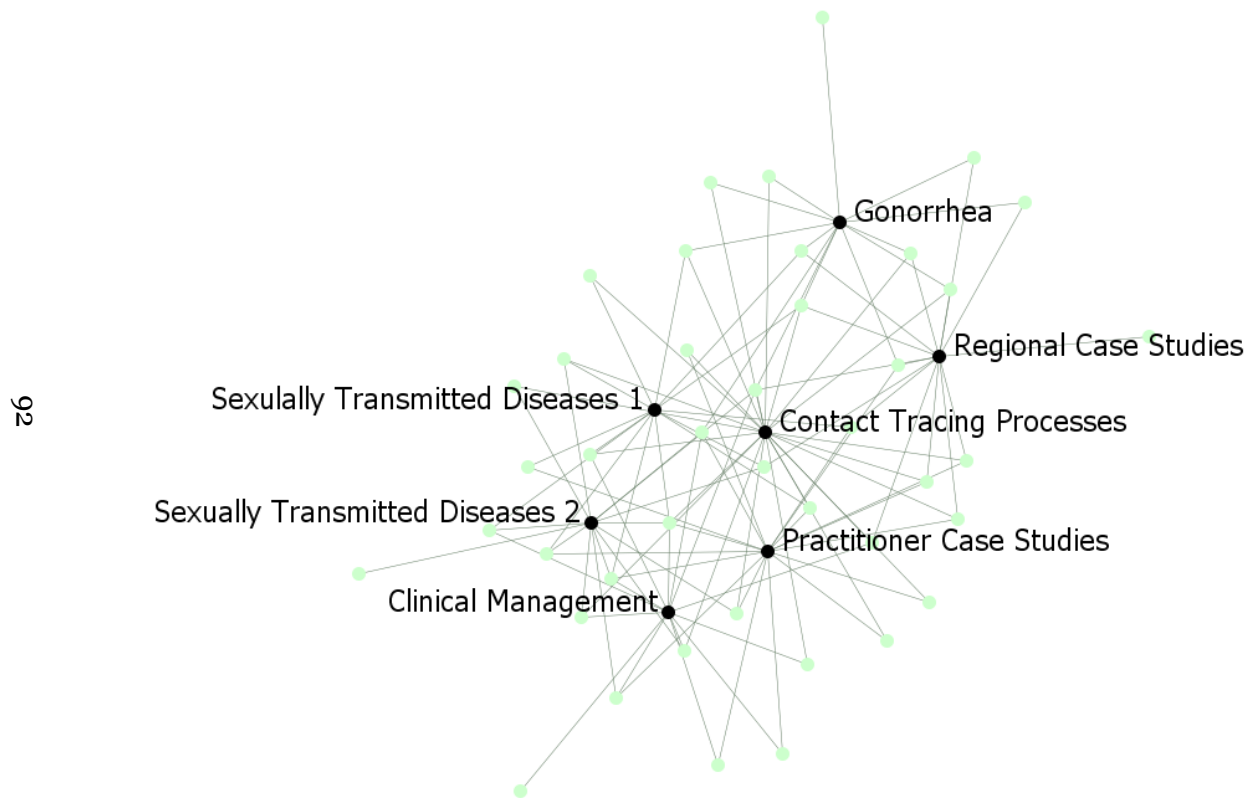 Gonorrhea
Regional Case Studies
Sexulally Transmitted Diseases 1
Contact Tracing Processes
Sexually Transmitted Diseases 2
Practitioner Case Studies
Clinical Management
92